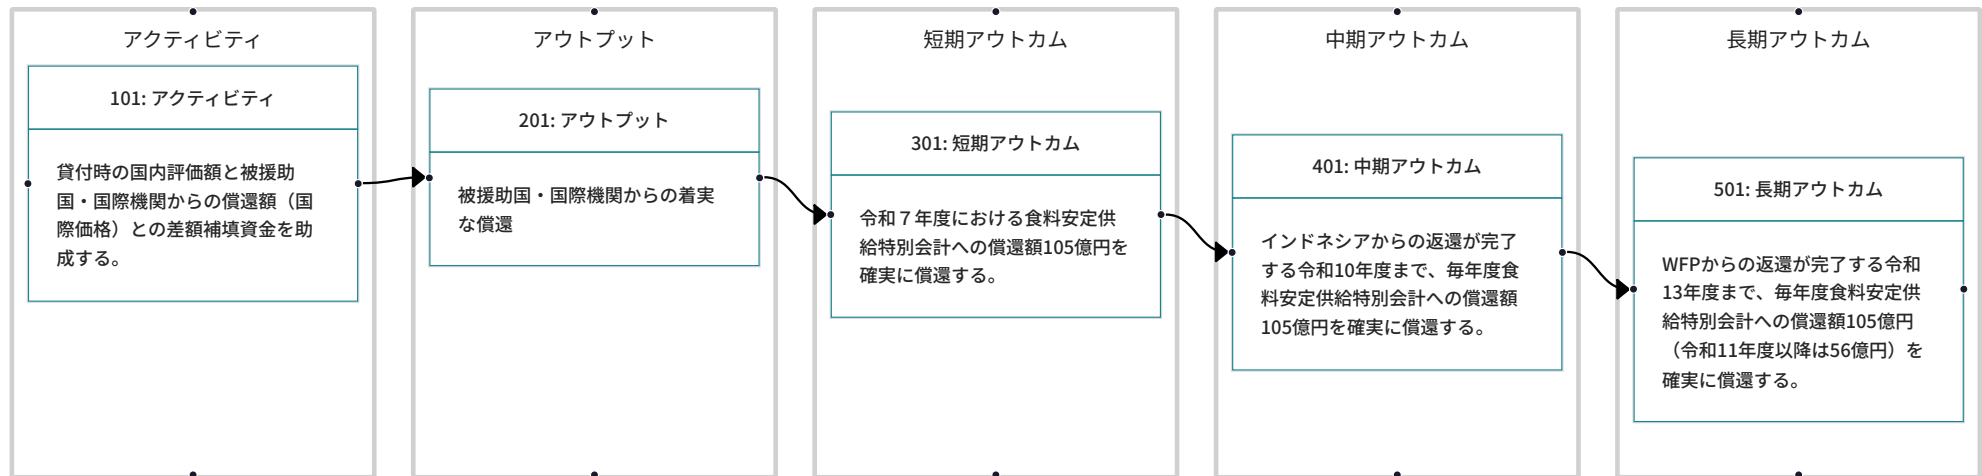 アクティビティ
101: アクティビティ
貸付時の国内評価額と被援助
国・国際機関からの償還額（国
際価格）との差額補填資金を助
成する。
アウトプット
201: アウトプット
被援助国・国際機関からの着実
な償還
短期アウトカム
301: 短期アウトカム
令和７年度における食料安定供
給特別会計への償還額105億円を
確実に償還する。
中期アウトカム
401: 中期アウトカム
インドネシアからの返還が完了
する令和10年度まで、毎年度食
料安定供給特別会計への償還額
105億円を確実に償還する。
長期アウトカム
501: 長期アウトカム
WFPからの返還が完了する令和
13年度まで、毎年度食料安定供
給特別会計への償還額105億円
（令和11年度以降は56億円）を
確実に償還する。